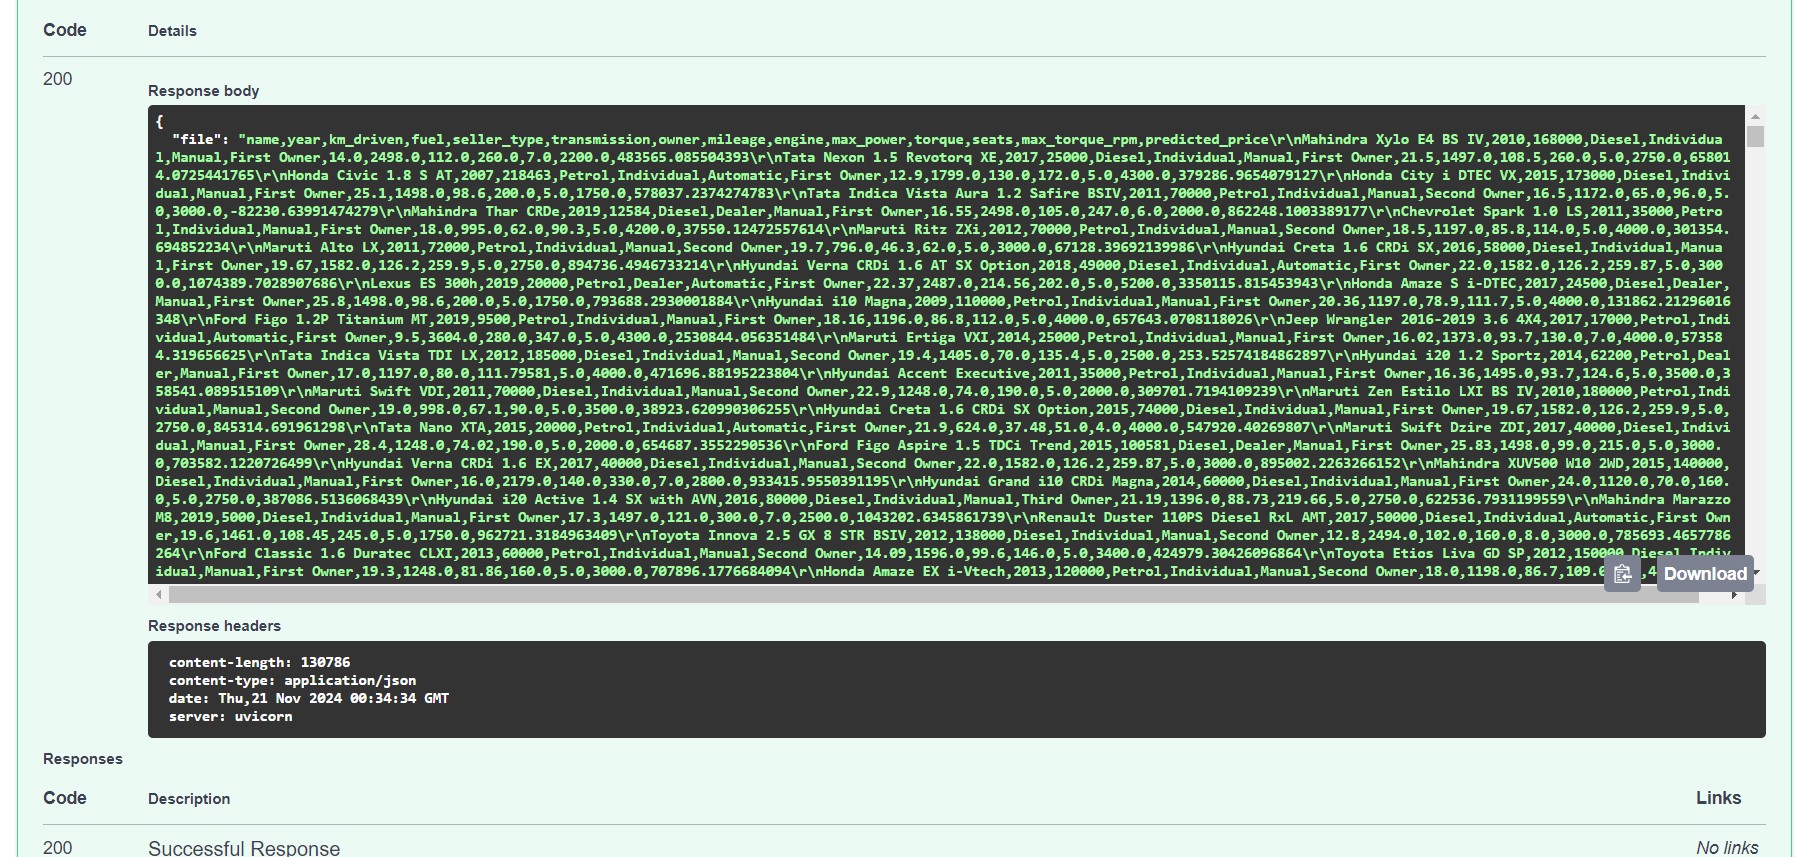 Code Details
200
Response body
{
"file": "name,year,km_driven,fuel,seller_type,transmission,owner,mileage,engine,max_power,torque,seats,max_torque_rpm,predicted_price\r\nMahindra Xylo E4 BS IV,2010,168000,Diesel,Individua
l,Manual,First Owner,14.0,2498.0,112.0,260.0,7.0,2200.0,483565.085504393\r\nTata Nexon 1.5 Revotorq XE,2017,25000,Diesel,Individual,Manual,First Owner,21.5,1497.0,108.5,260.0,5.0,2750.0,65801
4.0725441765\r\nHonda Civic 1.8 S AT,2007,218463,Petrol,Individual,Automatic,First Owner,12.9,1799.0,130.0,172.0,5.0,4300.0,379286.9654079127\r\nHonda City i DTEC VX,2015,173000,Diesel,Indivi
dual,Manual,First Owner,25.1,1498.0,98.6,200.0,5.0,1750.0,578037.2374274783\r\nTata Indica Vista Aura 1.2 Safire BSIV,2011,70000,Petrol,Individual,Manual,Second Owner,16.5,1172.0,65.0,96.0,5.
0,3000.0,-82230.63991474279\r\nMahindra Thar CRDe,2019,12584,Diesel,Dealer,Manual,First Owner,16.55,2498.0,105.0,247.0,6.0,2000.0,862248.1003389177\r\nChevrolet Spark 1.0 LS,2011,35000,Petro
l,Individual,Manual,First Owner,18.0,995.0,62.0,90.3,5.0,4200.0,37550.12472557614\r\nMaruti Ritz ZXi,2012,70000,Petrol,Individual,Manual,Second Owner,18.5,1197.0,85.8,114.0,5.0,4000.0,301354.
694852234\r\nMaruti Alto LX,2011,72000,Petrol,Individual,Manual,Second Owner,19.7,796.0,46.3,62.0,5.0,3000.0,67128.39692139986\r\nHyundai Creta 1.6 CRDi SX,2016,58000,Diesel,Individual,Manua
l,First Owner,19.67,1582.0,126.2,259.9,5.0,2750.0,894736.4946733214\r\nHyundai Verna CRDi 1.6 AT SX Option,2018,49000,Diesel,Individual,Automatic,First Owner,22.0,1582.0,126.2,259.87,5.0,300
0.0,1074389.7028907686\r\nLexus ES 300h,2019,20000,Petrol,Dealer,Automatic,First Owner,22.37,2487.0,214.56,202.0,5.0,5200.0,3350115.815453943\r\nHonda Amaze S i-DTEC,2017,24500,Diesel,Dealer,
Manual,First Owner,25.8,1498.0,98.6,200.0,5.0,1750.0,793688.2930001884\r\nHyundai i10 Magna,2009,110000,Petrol,Individual,Manual,First Owner,20.36,1197.0,78.9,111.7,5.0,4000.0,131862.21296016
348\r\nFord Figo 1.2P Titanium MT,2019,9500,Petrol,Individual,Manual,First Owner,18.16,1196.0,86.8,112.0,5.0,4000.0,657643.0708118026\r\nJeep Wrangler 2016-2019 3.6 4X4,2017,17000,Petrol,Indi
vidual,Automatic,First Owner,9.5,3604.0,280.0,347.0,5.0,4300.0,2530844.056351484\r\nMaruti Ertiga VXI,2014,25000,Petrol,Individual,Manual,First Owner,16.02,1373.0,93.7,130.0,7.0,4000.0,57358
4.319656625\r\nTata Indica Vista TDI LX,2012,185000,Diesel,Individual,Manual,Second Owner,19.4,1405.0,70.0,135.4,5.0,2500.0,253.52574184862897\r\nHyundai i20 1.2 Sportz,2014,62200,Petrol,Deal
er,Manual,First Owner,17.0,1197.0,80.0,111.79581,5.0,4000.0,471696.88195223804\r\nHyundai Accent Executive,2011,35000,Petrol,Individual,Manual,First Owner,16.36,1495.0,93.7,124.6,5.0,3500.0,3
58541.089515109\r\nMaruti Swift VDI,2011,70000,Diesel,Individual,Manual,Second Owner,22.9,1248.0,74.0,190.0,5.0,2000.0,309701.7194109239\r\nMaruti Zen Estilo LXI BS IV,2010,180000,Petrol,Indi
vidual,Manual,Second Owner,19.0,998.0,67.1,90.0,5.0,3500.0,38923.620990306255\r\nHyundai Creta 1.6 CRDi SX Option,2015,74000,Diesel,Individual,Manual,First Owner,19.67,1582.0,126.2,259.9,5.0,
2750.0,845314.691961298\r\nTata Nano XTA,2015,20000,Petrol,Individual,Automatic,First Owner,21.9,624.0,37.48,51.0,4.0,4000.0,547920.40269807\r\nMaruti Swift Dzire ZDI,2017,40000,Diesel,Indivi
dual,Manual,First Owner,28.4,1248.0,74.02,190.0,5.0,2000.0,654687.3552290536\r\nFord Figo Aspire 1.5 TDCi Trend,2015,100581,Diesel,Dealer,Manual,First Owner,25.83,1498.0,99.0,215.0,5.0,3000.
0,703582.1220726499\r\nHyundai Verna CRDi 1.6 EX,2017,40000,Diesel,Individual,Manual,Second Owner,22.0,1582.0,126.2,259.87,5.0,3000.0,895002.2263266152\r\nMahindra XUV500 W10 2WD,2015,140000,
Diesel,Individual,Manual,First Owner,16.0,2179.0,140.0,330.0,7.0,2800.0,933415.9550391195\r\nHyundai Grand i10 CRDi Magna,2014,60000,Diesel,Individual,Manual,First Owner,24.0,1120.0,70.0,160.
0,5.0,2750.0,387086.5136068439\r\nHyundai i20 Active 1.4 SX with AVN,2016,80000,Diesel,Individual,Manual,Third Owner,21.19,1396.0,88.73,219.66,5.0,2750.0,622536.7931199559\r\nMahindra Marazzo
M8,2019,5000,Diesel,Individual,Manual,First Owner,17.3,1497.0,121.0,300.0,7.0,2500.0,1043202.6345861739\r\nRenault Duster 110PS Diesel RxL AMT,2017,50000,Diesel,Individual,Automatic,First Own
er,19.6,1461.0,108.45,245.0,5.0,1750.0,962721.3184963409\r\nToyota Innova 2.5 GX 8 STR BSIV,2012,138000,Diesel,Individual,Manual,Second Owner,12.8,2494.0,102.0,160.0,8.0,3000.0,785693.4657786
264\r\nFord Classic 1.6 Duratec CLXI,2013,60000,Petrol,Individual,Manual,Second Owner,14.09,1596.0,99.6,146.0,5.0,3400.0,424979.30426096864\r\nToyota Etios Liva GD SP,2012,150000,Diesel,Indiv
idual,Manual,First Owner,19.3,1248.0,81.86,160.0,5.0,3000.0,707896.1776684094\r\nHonda Amaze EX i-Vtech,2013,120000,Petrol,Individual,Manual,Second Owner,18.0,1198.0,86.7,109.0
Download
Response headers
content-length: 130786
content-type: application/json
date: Thu,21 Nov 2024 00:34:34 GMT
server: uvicorn
Responses
Code Description Links
200 Successful Response No links